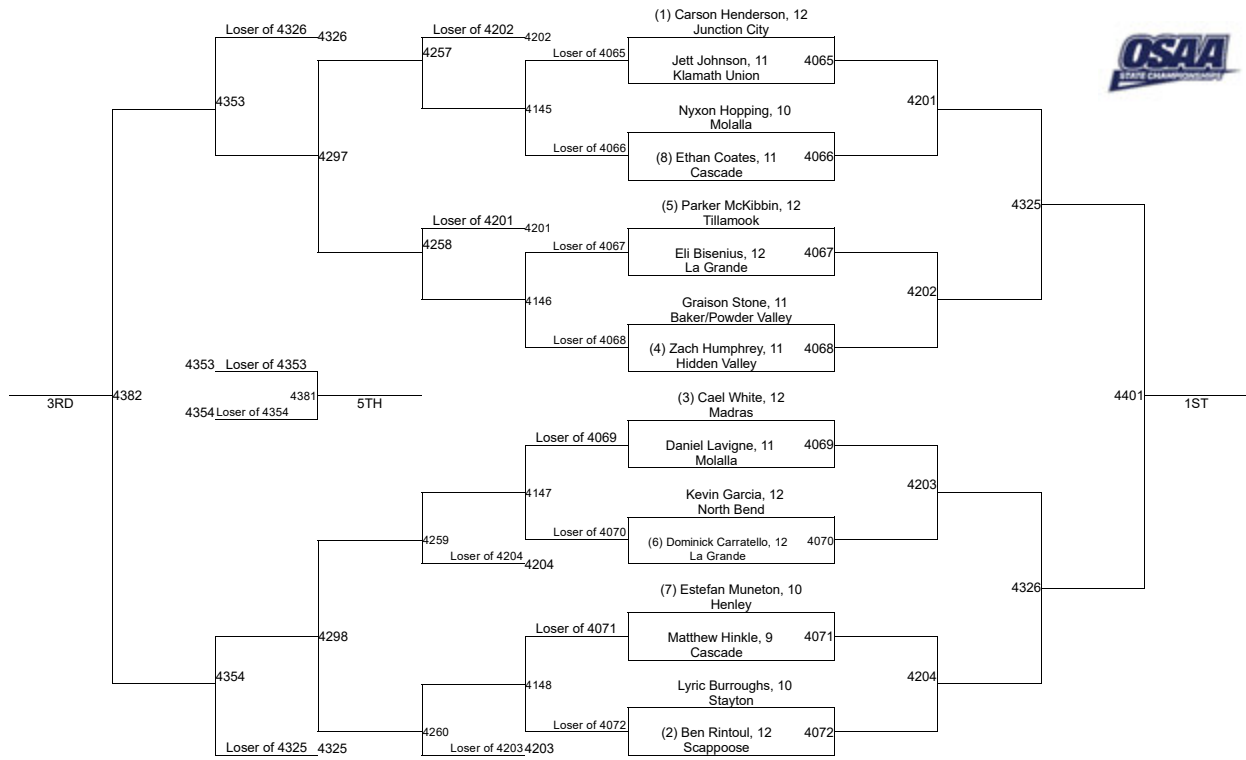 (1) Carson Henderson, 12
Loser of 4326 4326
Loser of 4202 4202
Junction City
OSAA
STATE CHAMPIONSHIPS
4257
Loser of 4065
Jett Johnson, 11 4065
Klamath Union
4353
4201
4145
Nyxon Hopping, 10
Molalla
4297
Loser of 4066
(8) Ethan Coates, 11 4066
Cascade
(5) Parker McKibbin, 12
4325
Loser of 4201 4201
Tillamook
4258
Loser of 4067
Eli Bisenius, 12 4067
La Grande
4202
4146
Graison Stone, 11
Baker/Powder Valley
Loser of 4068
(4) Zach Humphrey, 11 4068
Hidden Valley
4353 Loser of 4353
3RD
4382
4381
5TH
4401
1ST
(3) Cael White, 12
Madras
4354 Loser of 4354
Loser of 4069
Daniel Lavigne, 11 4069
Molalla
4203
4147
Kevin Garcia, 12
North Bend
4259
Loser of 4070
(6) Dominick Carratello, 12 4070
La Grande
Loser of 4204 4204
(7) Estefan Muneton, 10
4326
Henley
4298
Loser of 4071
Matthew Hinkle, 9 4071
Cascade
4354
4204
4148
Lyric Burroughs, 10
Stayton
4260
Loser of 4072
(2) Ben Rintoul, 12 4072
Scappoose
Loser of 4325 4325
Loser of 4203 4203